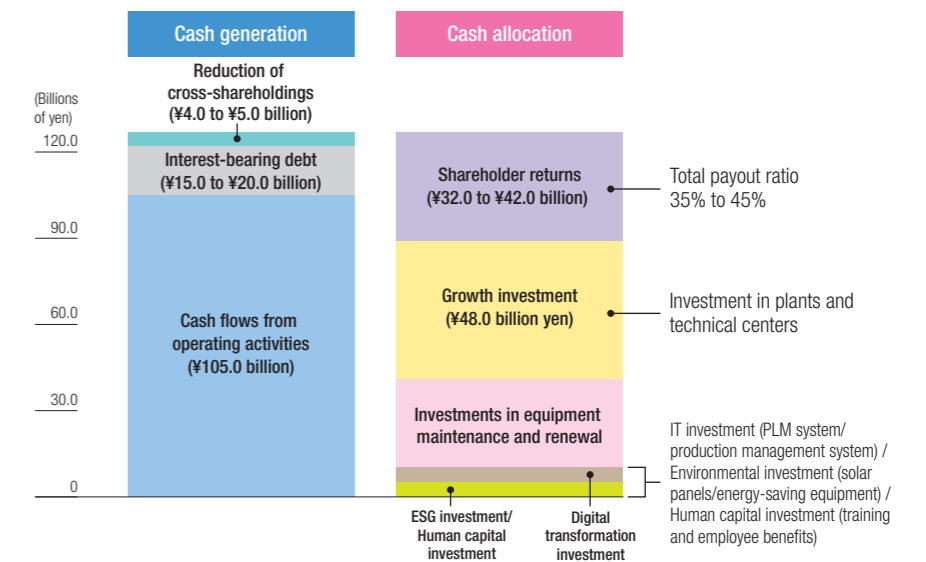 Cash generation
Cash allocation
Reduction of
cross-shareholdings
(¥4.0 to ¥5.0 billion)
(Billions
of yen)
120.0
90.0
60.0
30.0
0
Interest-bearing debt
(¥15.0 to ¥20.0 billion)
Cash flows from
operating activities
(¥105.0 billion)
Shareholder returns
(¥32.0 to ¥42.0 billion)
Total payout ratio
35% to 45%
Growth investment
(¥48.0 billion yen)
Investment in plants and
technical centers
Investments in equipment
maintenance and renewal
IT investment (PLM system/
production management system) /
Environmental investment (solar
panels/energy-saving equipment) /
Human capital investment (training
and employee benefits)
ESG investment/
Human capital
investment
Digital
transformation
investment